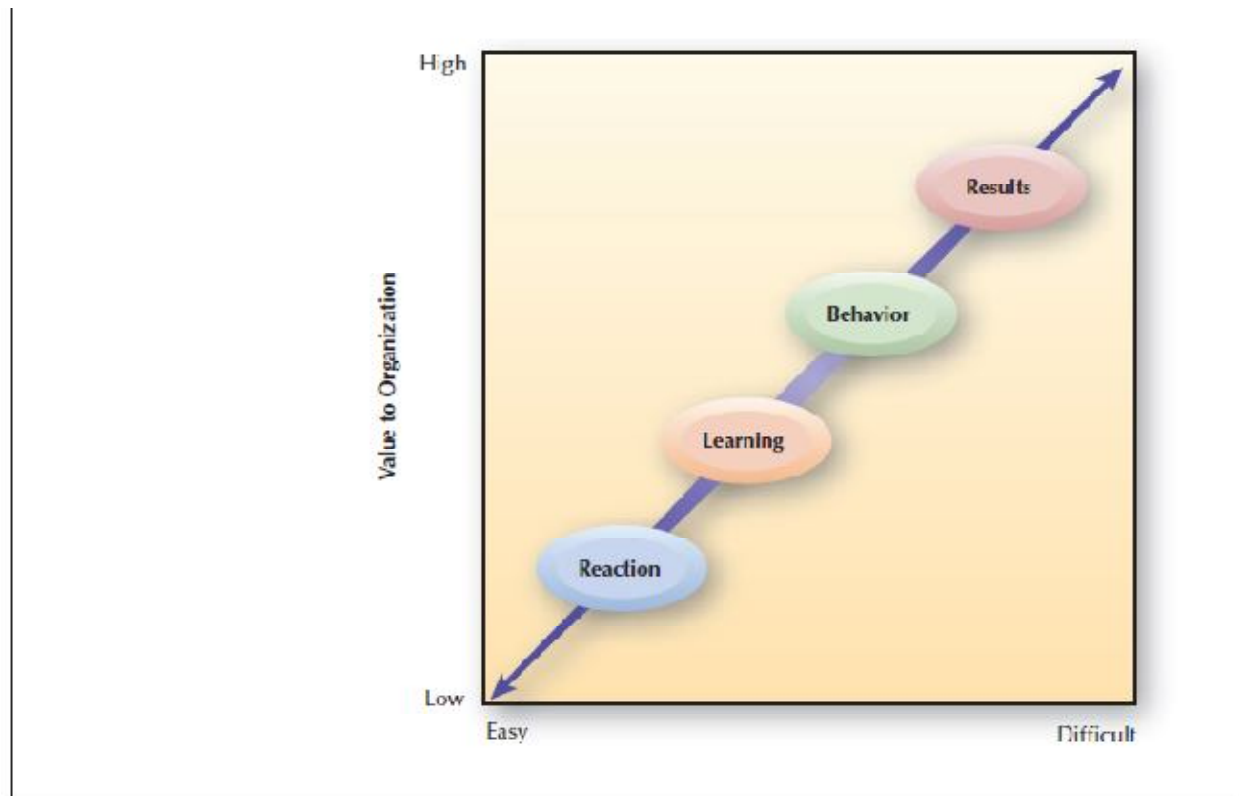 High
Results
Behavior
Value to Organization
Learning
Reaction
Low
Easy
Difficult